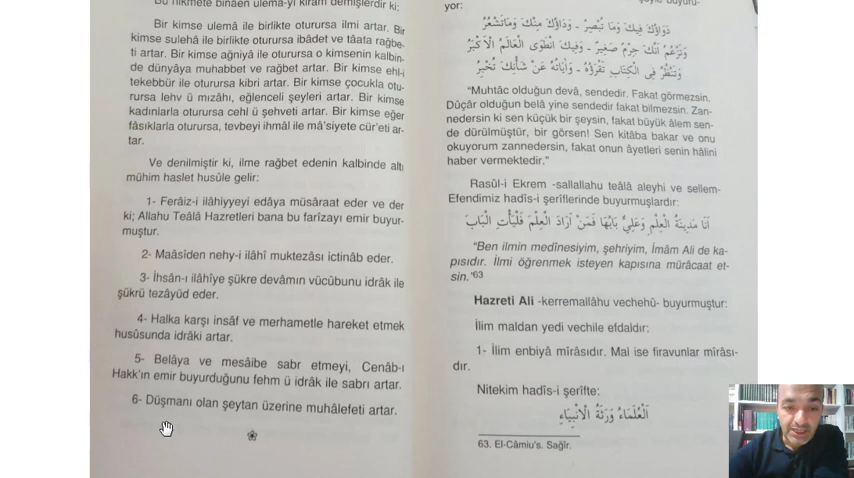 Bu hikmete binâen ulemâ-yı kiram demişlerdir ki;
Bir kimse ulemâ ile birlikte oturursa ilmi artar. Bir
kimse sulehâ ile birlikte oturursa ibâdet ve tâata rağbe-
ti artar. Bir kimse ağniyâ ile oturursa o kimsenin kalbin-
de dünyâya muhabbet ve rağbet artar. Bir kimse ehl-i
tekebbür ile oturursa kibri artar. Bir kimse çocukla otu-
rursa lehv ü mizâhı, eğlenceli şeyleri artar. Bir kimse
kadınlarla oturursa cehl ü şehveti artar. Bir kimse eğer
fâsıklarla oturursa, tevbeyi ihmâl ile mâ'siyete cür'eti ar-
tar.
Ve denilmiştir ki, ilme rağbet edenin kalbinde altı
mühim haslet husûle gelir:
1- Ferâiz-i ilâhiyyeyi edâya müsâraat eder ve der
ki; Allahu Teâlâ Hazretleri bana bu farîzayı emir buyur-
muştur.
2- Maâsîden nehy-i ilâhî muktezâsı ictinâb eder.
3- İhsân-ı ilâhîye şükre devâmın vücûbunu idrâk ile
şükrü tezâyüd eder.
4- Halka karşı insâf ve merhametle hareket etmek
husûsunda idrâki artar.
5- Belâya ve mesâibe sabr etmeyi, Cenâb-ı
Hakk'ın emir buyurduğunu fehm ü idrâk ile sabrı artar.
6- Düşmanı olan şeytan üzerine muhâlefeti artar.
yor:
دَوَاؤُكَ فِيكَ وَمَا تُبْصِرُ - وَدَاؤُكَ مِنْكَ وَمَاتَشْعُرُ
وَتَزْعُمُ اَنَّكَ جِرْمٌ صَغِيرٌ - وَفِيكَ انْطَوَى الْعَالَمُ الْاَكْبَرُ
وَتَنْظُرُ فِى الْكِتَابِ تَقْرَؤُهُ - وَاٰيَاتُهُ عَنْ شَأْنِكَ تُخْبِرُ
“Muhtâc olduğun devâ, sendedir. Fakat görmezsin.
Dûçâr olduğun belâ yine sendedir fakat bilmezsin. Zan-
nedersin ki sen küçük bir şeysin, fakat büyük âlem sen-
de dürülmüştür, bir görsen! Sen kitâba bakar ve onu
okuyorum zannedersin, fakat onun âyetleri senin hâlini
haber vermektedir.”
Rasûl-i Ekrem -sallallahu teâlâ aleyhi ve sellem-
Efendimiz hadîs-i şerîflerinde buyurmuşlardır:
اَنَا مَدِينَةُ الْعِلْمِ وَعَلِيٌّ بَابُهَا فَمَنْ اَرَادَ الْعِلْمَ فَلْيَأْتِ الْبَابَ
“Ben ilmin medînesiyim, şehriyim, İmâm Ali de ka-
pısıdır. İlmi öğrenmek isteyen kapısına mürâcaat et-
sin.”63
Hazreti Ali -kerremallâhu vechehû- buyurmuştur:
İlim maldan yedi vechile efdaldır:
1- İlim enbiyâ mîrâsıdır. Mal ise firavunlar mîrâsı-
dır.
Nitekim hadîs-i şerîfte:
اَلْعُلَمَاءُ وَرَثَةُ الْاَنْبِيَاءِ
63. El-Câmiu's. Sağîr.